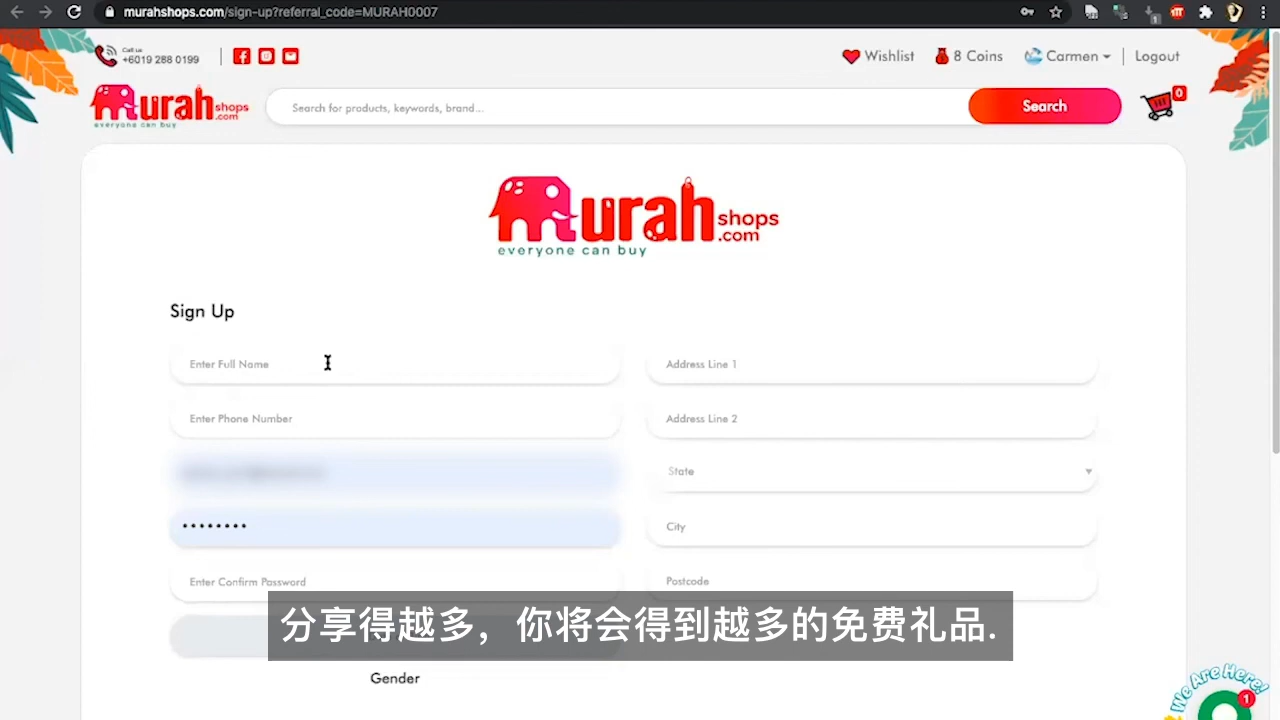 murahshops.com/sign-up?referral_code=MURAH0007
Call us
+6019 288 0199
Wishlist
8 Coins
Carmen
Logout
murah shops .com
everyone can buy
Search for products, keywords, brand...
Search
0
murah shops .com
everyone can buy
Sign Up
Enter Full Name
Address Line 1
Enter Phone Number
Address Line 2
State
City
Enter Confirm Password
Postcode
分享得越多，你将会得到越多的免费礼品.
Gender
We Are Here!
1